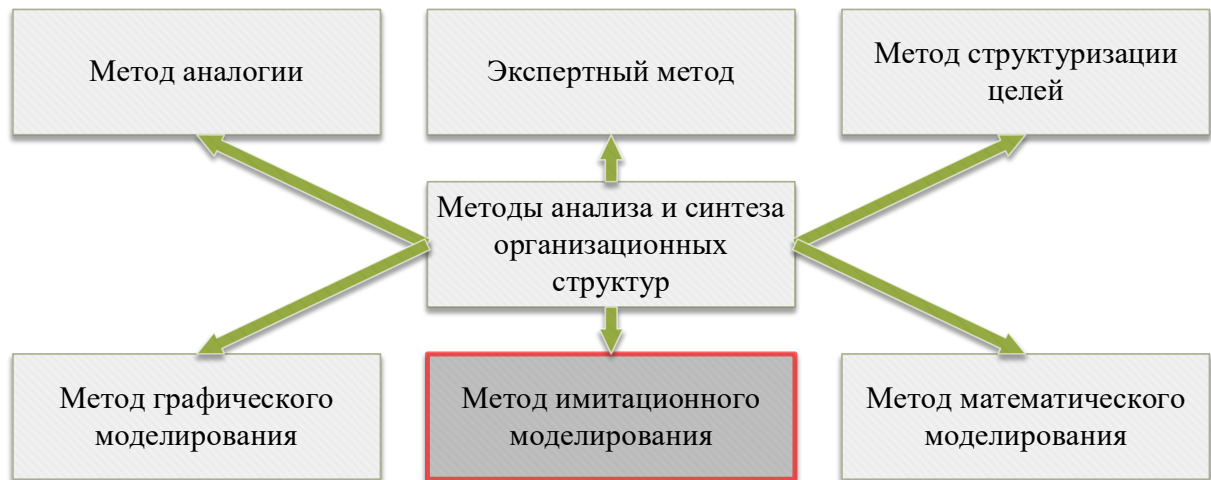 Метод аналогии
Экспертный метод
Метод структуризации
целей
Методы анализа и синтеза
организационных
структур
Метод графического
моделирования
Метод имитационного
моделирования
Метод математического
моделирования